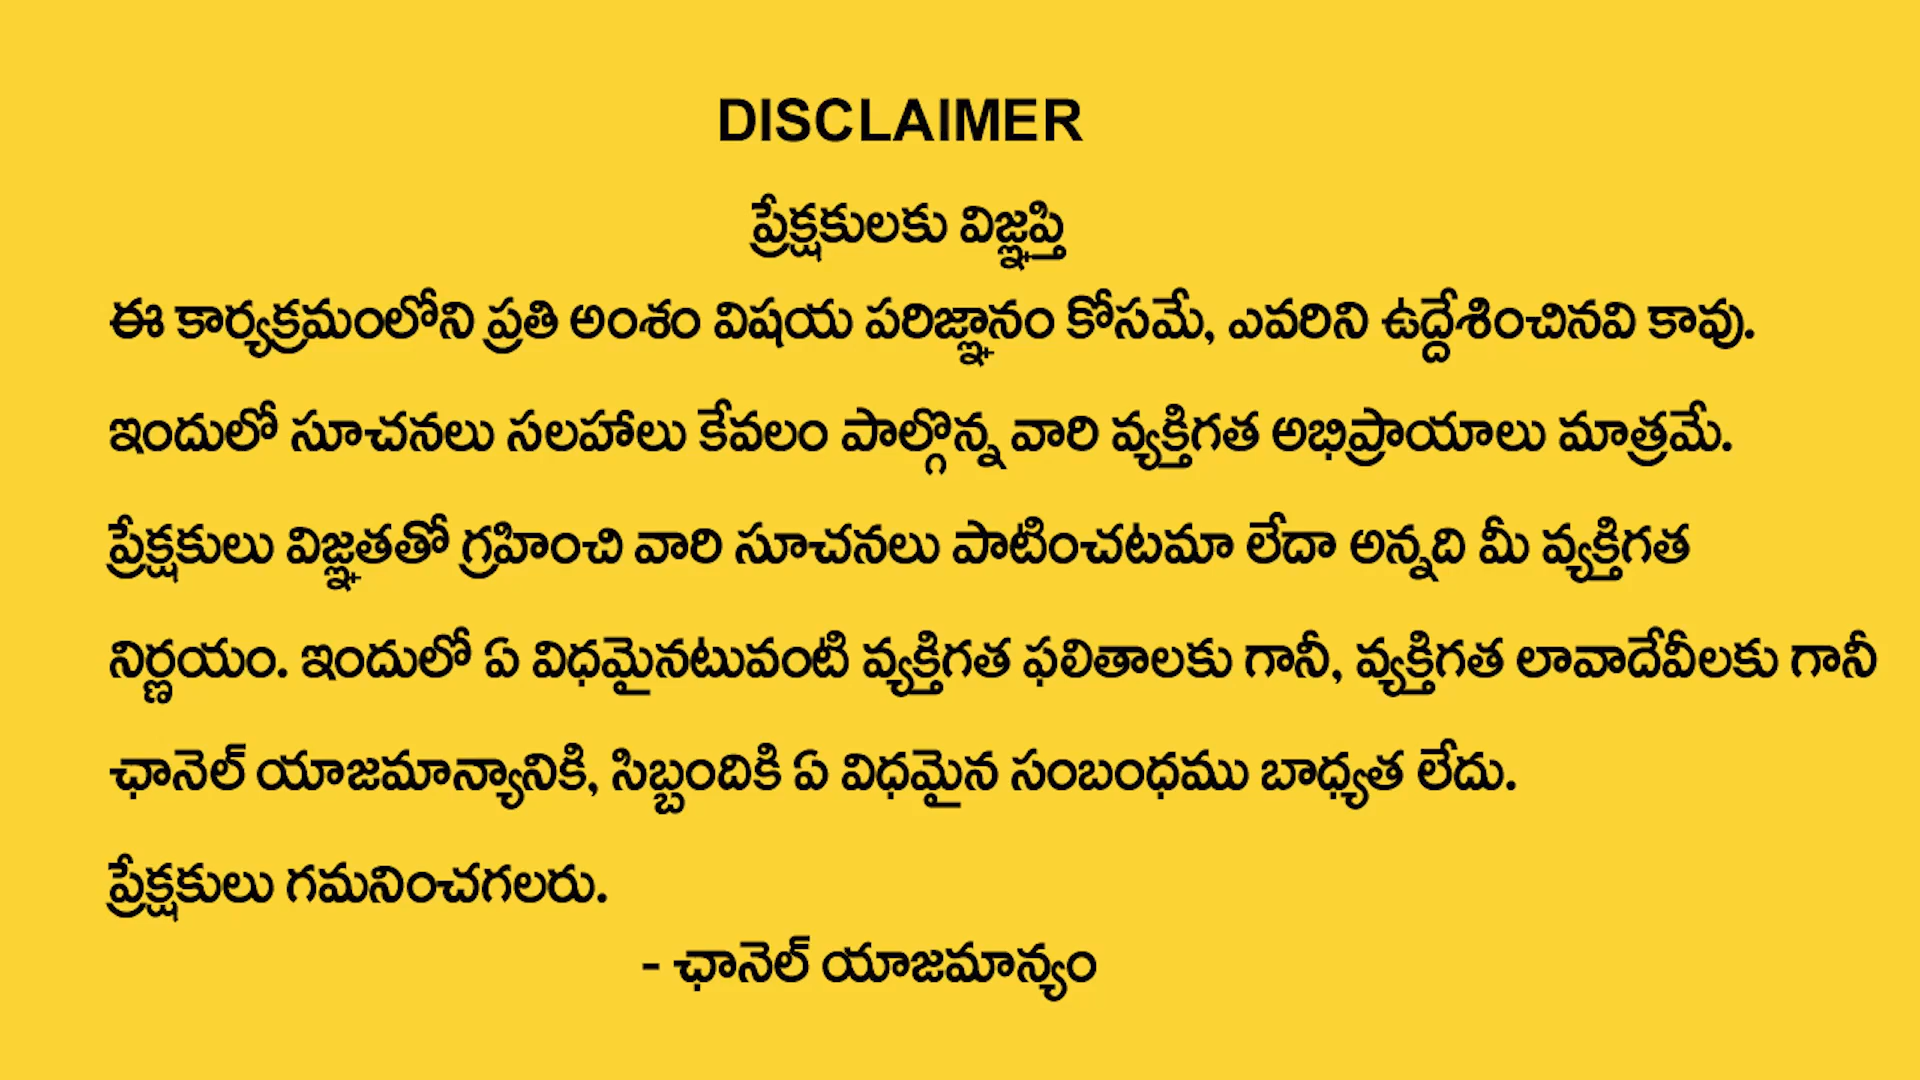 DISCLAIMER
ప్రేక్షకులకు విజ్ఞప్తి
ఈ కార్యక్రమంలోని ప్రతి అంశం విషయ పరిజ్ఞానం కోసమే, ఎవరిని ఉద్దేశించినవి కావు.
ఇందులో సూచనలు సలహాలు కేవలం పాల్గొన్న వారి వ్యక్తిగత అభిప్రాయాలు మాత్రమే.
ప్రేక్షకులు విజ్ఞతతో గ్రహించి వారి సూచనలు పాటించటమా లేదా అన్నది మీ వ్యక్తిగత
నిర్ణయం. ఇందులో ఏ విధమైనటువంటి వ్యక్తిగత ఫలితాలకు గానీ, వ్యక్తిగత లావాదేవీలకు గానీ
ఛానెల్ యాజమాన్యానికి, సిబ్బందికి ఏ విధమైన సంబంధము బాధ్యత లేదు.
ప్రేక్షకులు గమనించగలరు.
- ఛానెల్ యాజమాన్యం